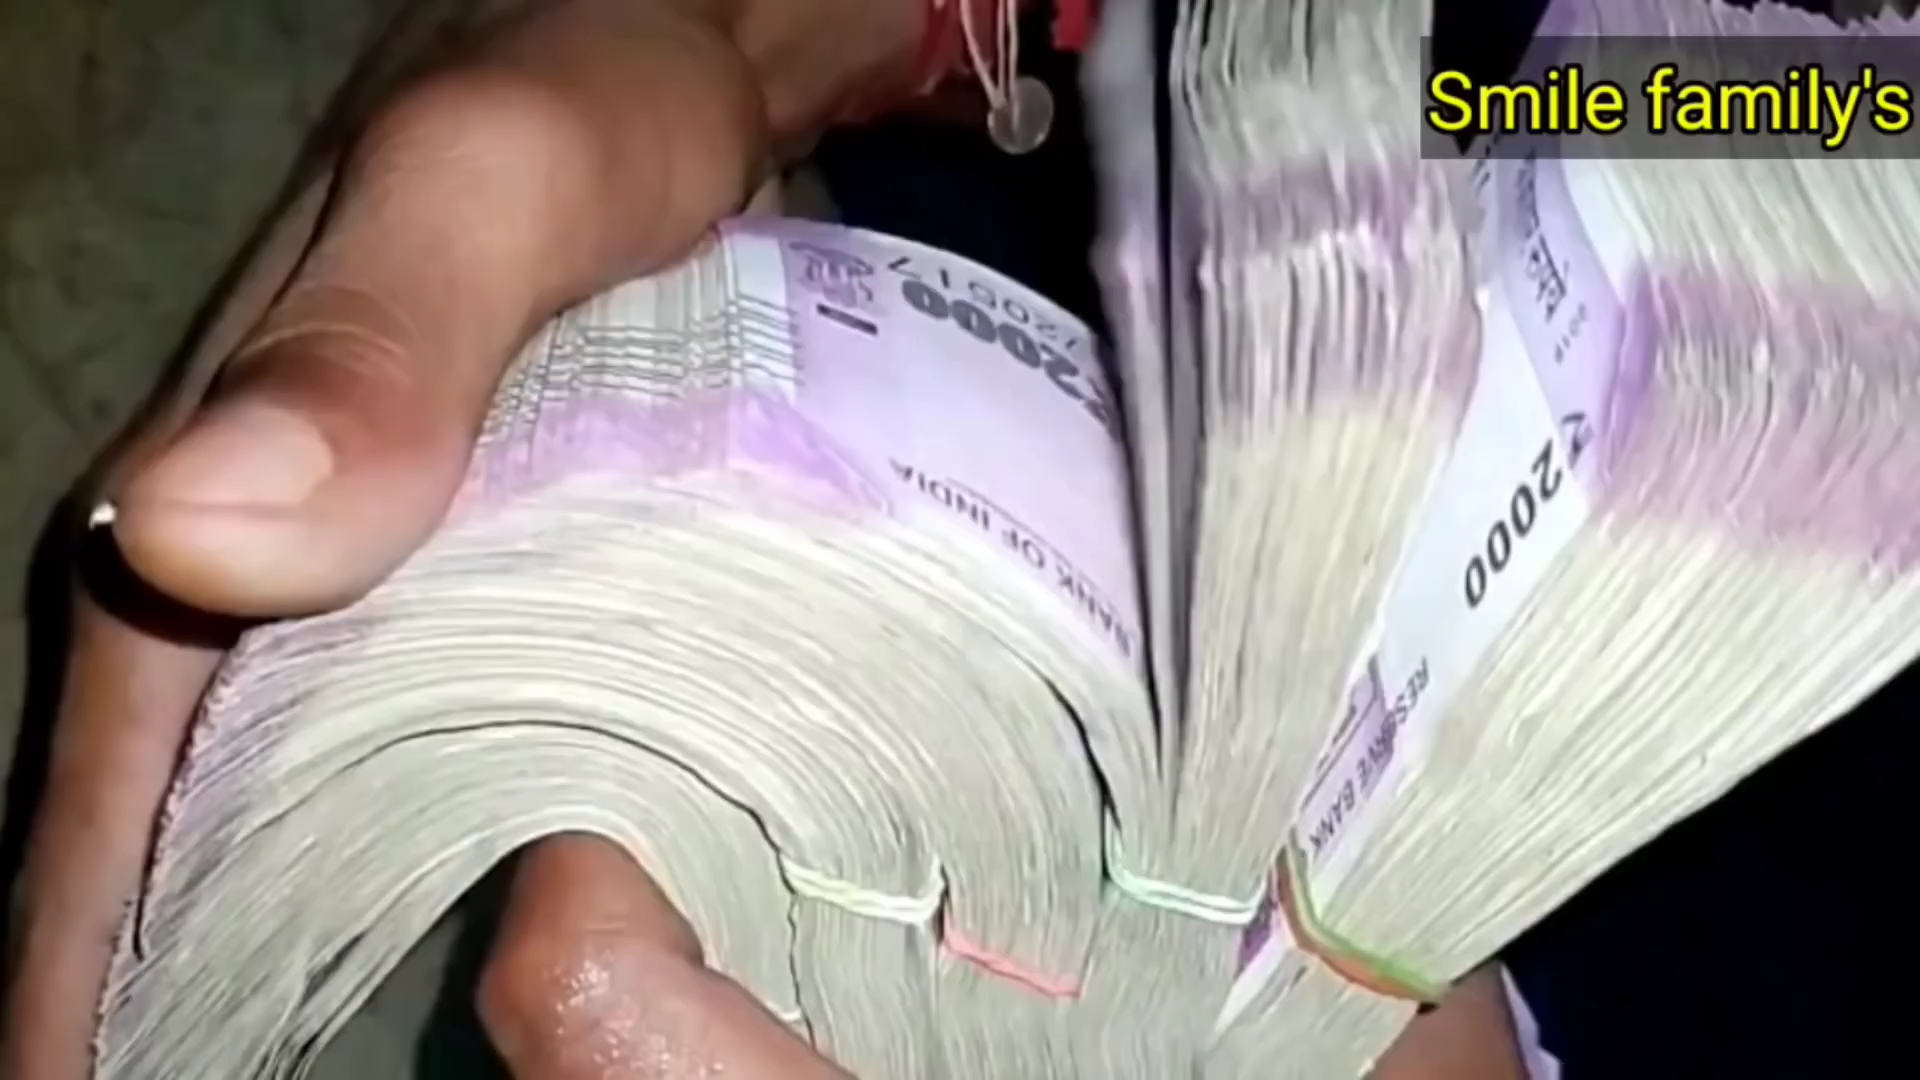 Smile family's
₹2000
BANK OF INDIA
₹2000
RESERVE BANK